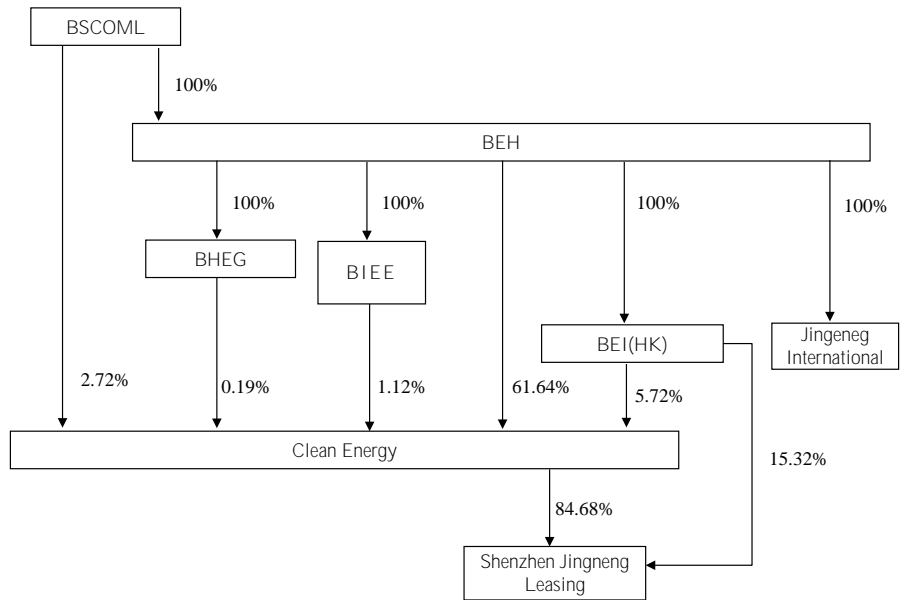 BSCOML
100%
BEH
100%
100%
100%
100%
BHEG
BIEE
BEI(HK)
Jingeneg
International
2.72%
0.19%
1.12%
61.64%
5.72%
Clean Energy
15.32%
84.68%
Shenzhen Jingneng
Leasing